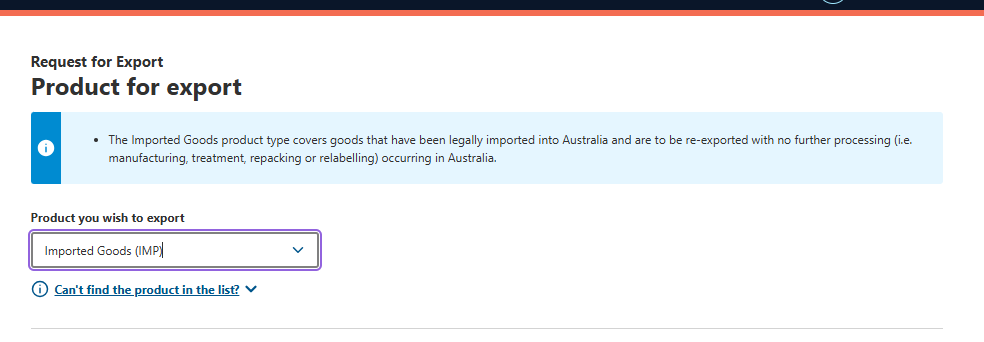 Request for Export
Product for export
• The Imported Goods product type covers goods that have been legally imported into Australia and are to be re-exported with no further processing (i.e.
manufacturing, treatment, repacking or relabelling) occurring in Australia.
Product you wish to export
Imported Goods (IMP)
Can't find the product in the list?